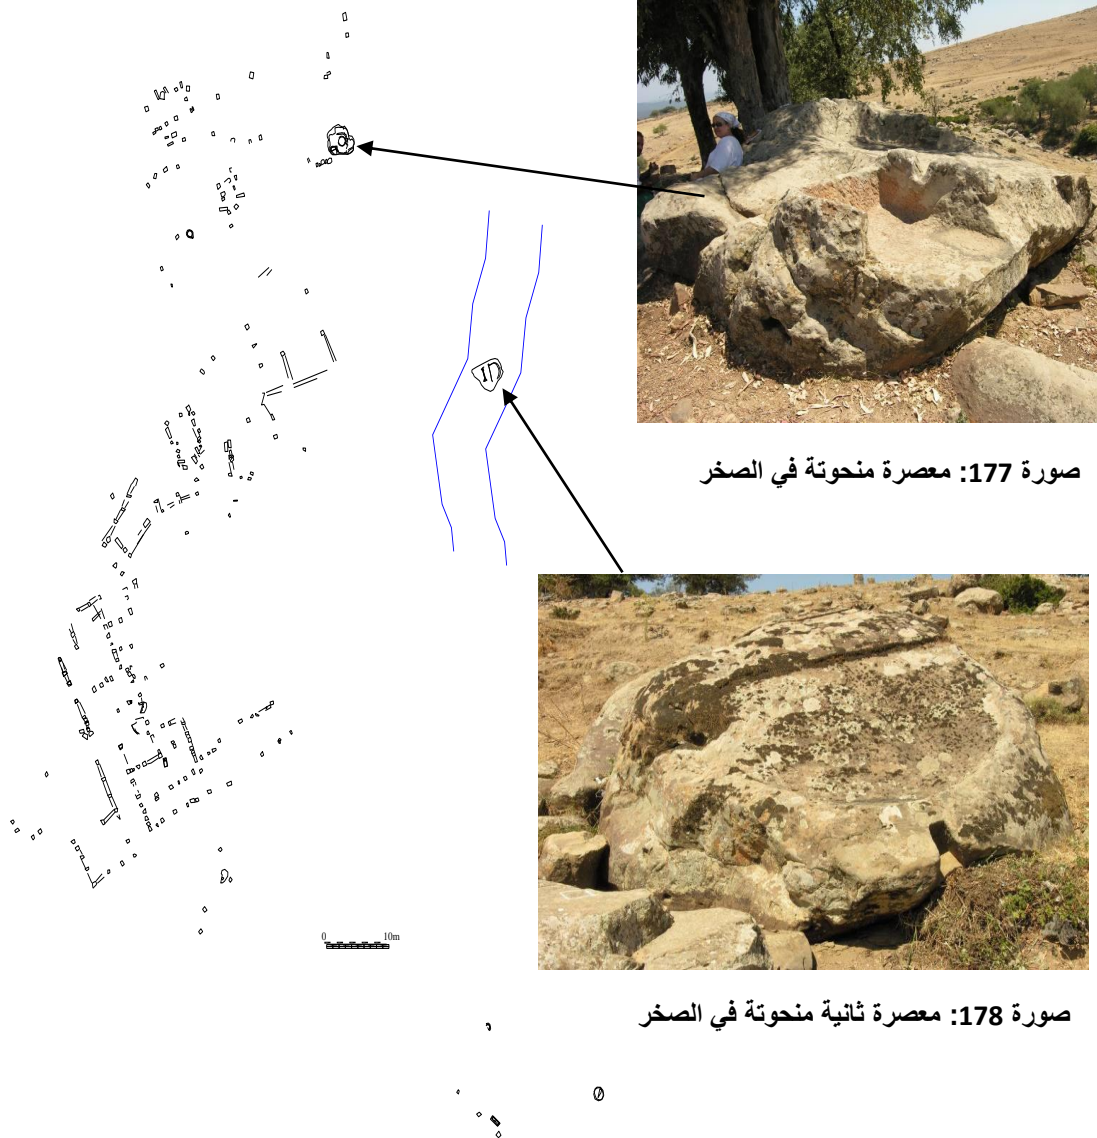 صورة 177: معصرة منحوتة في الصخر
صورة 178: معصرة ثانية منحوتة في الصخر
0 10m